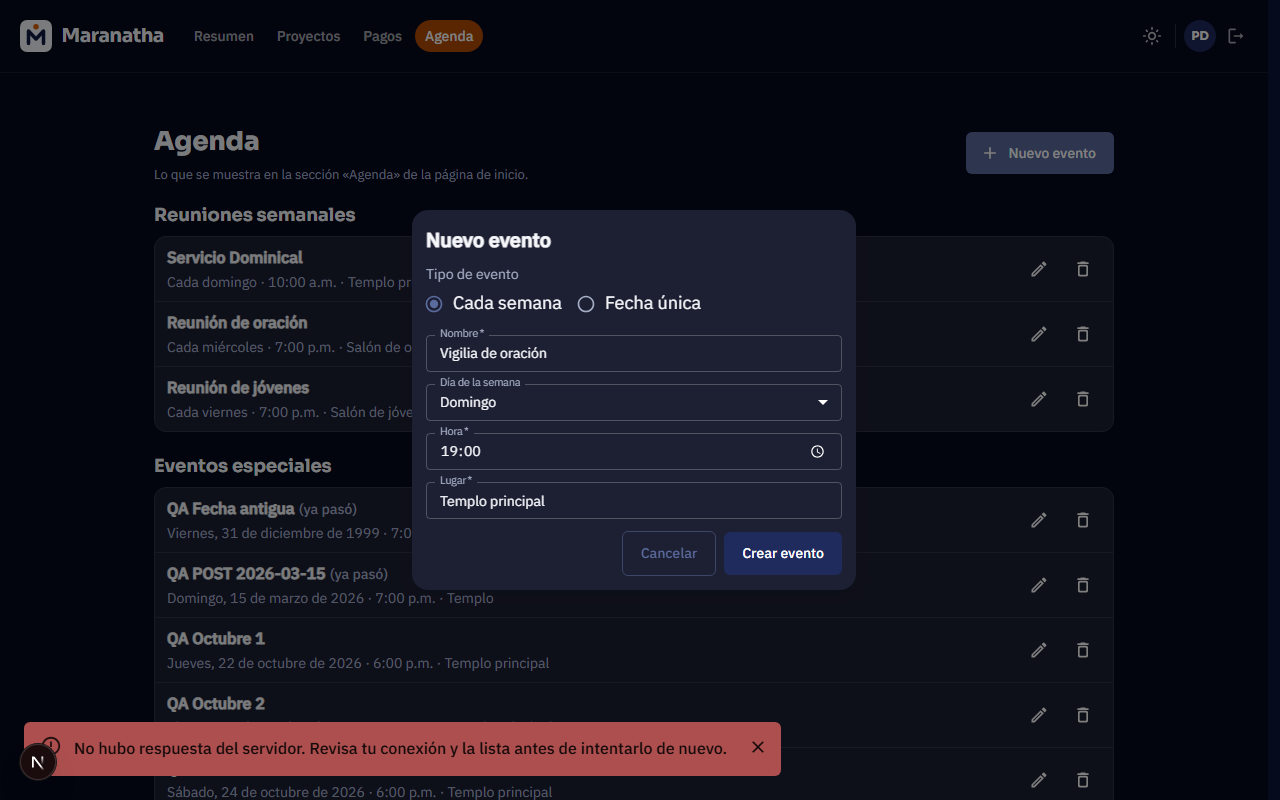 Maranatha Resumen Proyectos Pagos Agenda PD
Agenda
Nuevo evento
Lo que se muestra en la sección «Agenda» de la página de inicio.
Reuniones semanales
Servicio Dominical
Cada domingo · 10:00 a.m. · Templo pr
Reunión de oración
Cada miércoles · 7:00 p.m. · Salón de o
Reunión de jóvenes
Cada viernes · 7:00 p.m. · Salón de jóve
Nuevo evento
Tipo de evento
Cada semana Fecha única
Nombre*
Vigilia de oración
Día de la semana
Domingo
Hora*
19:00
Lugar*
Templo principal
Cancelar Crear evento
Eventos especiales
QA Fecha antigua (ya pasó)
Viernes, 31 de diciembre de 1999 · 7:0
QA POST 2026-03-15 (ya pasó)
Domingo, 15 de marzo de 2026 · 7:00 p.m. · Templo
QA Octubre 1
Jueves, 22 de octubre de 2026 · 6:00 p.m. · Templo principal
QA Octubre 2
No hubo respuesta del servidor. Revisa tu conexión y la lista antes de intentarlo de nuevo.
N
Sábado, 24 de octubre de 2026 · 6:00 p.m. · Templo principal